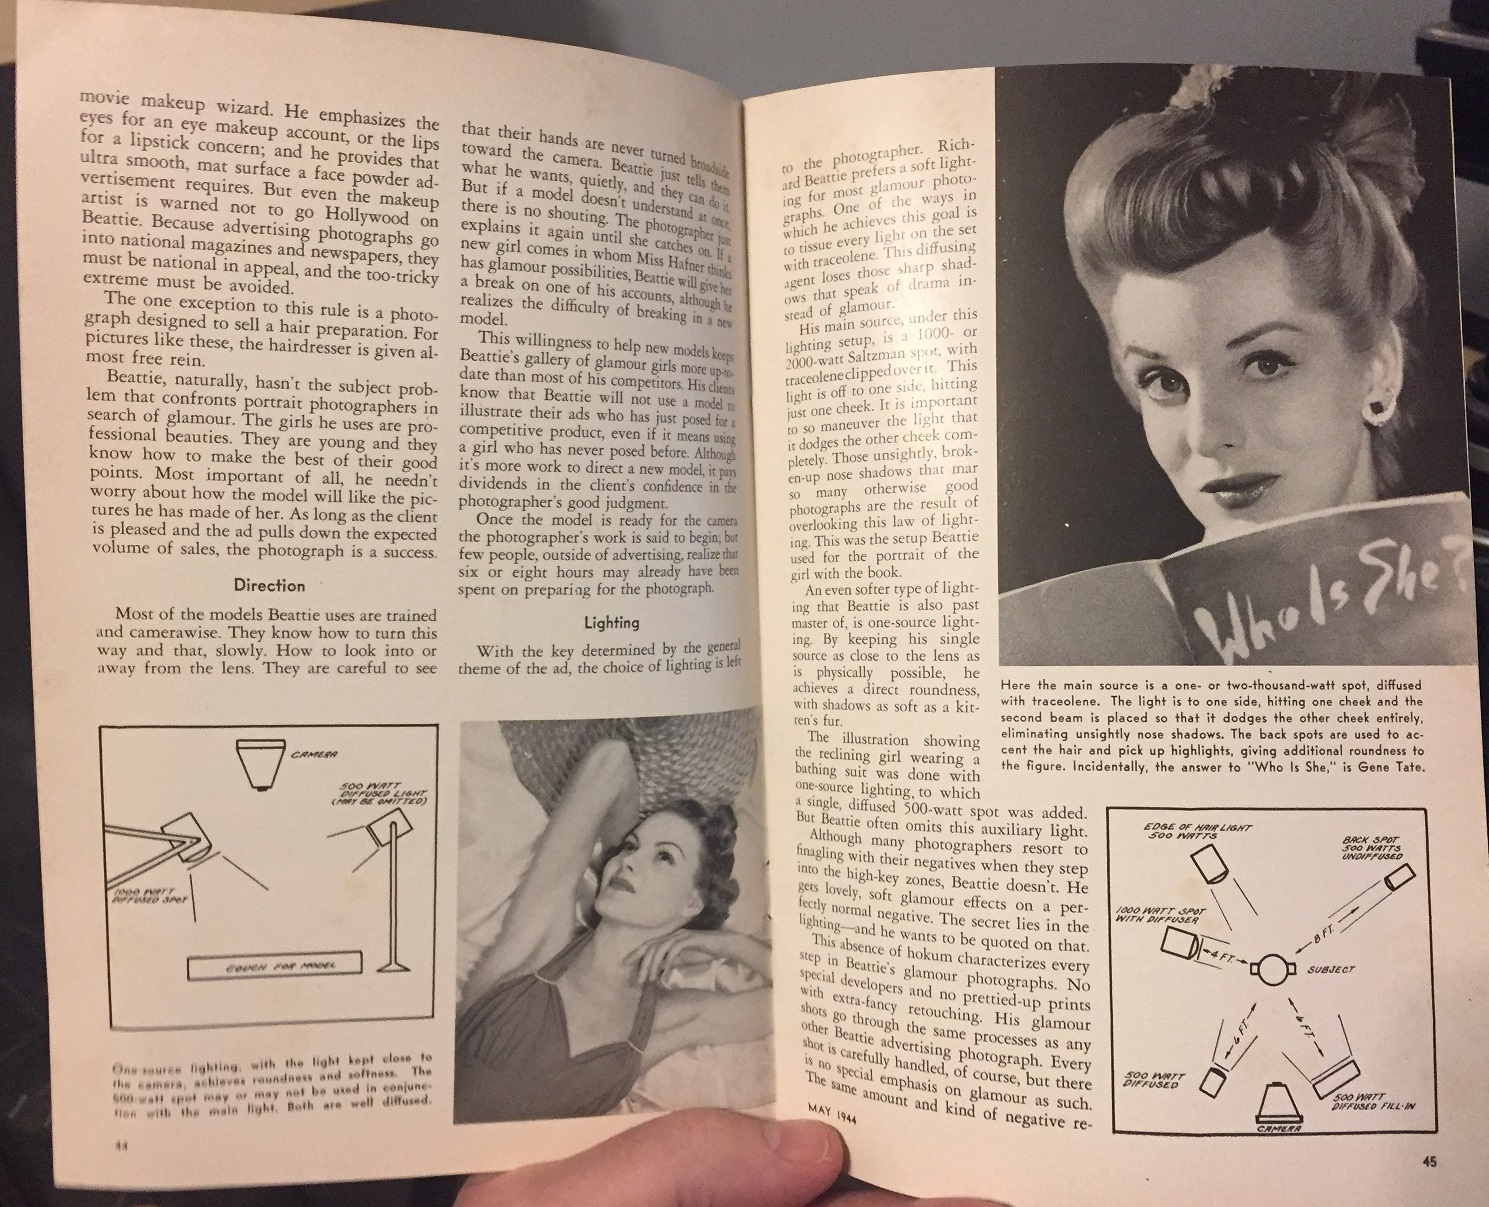 movie makeup wizard. He emphasizes the
eyes for an eye makeup account, or the lips
for a lipstick concern; and he provides that
ultra smooth, mat surface a face powder ad-
vertisement requires. But even the makeup
artist is warned not to go Hollywood on
Beattie. Because advertising photographs go
into national magazines and newspapers, they
must be national in appeal, and the too-tricky
extreme must be avoided.
The one exception to this rule is a photo-
graph designed to sell a hair preparation. For
pictures like these, the hairdresser is given al-
most free rein.
Beattie, naturally, hasn't the subject prob-
lem that confronts portrait photographers in
search of glamour. The girls he uses are pro-
fessional beauties. They are young and they
know how to make the best of their good
points. Most important of all, he needn't
worry about how the model will like the pic-
tures he has made of her. As long as the client
is pleased and the ad pulls down the expected
volume of sales, the photograph is a success.
Direction
Most of the models Beattie uses are trained
and camerawise. They know how to turn this
way and that, slowly. How to look into or
away from the lens. They are careful to see
that their hands are never turned broadside
toward the camera. Beattie just tells them
what he wants, quietly, and they can do it.
But if a model doesn't understand at once,
there is no shouting. The photographer just
explains it again until she catches on. If a
new girl comes in whom Miss Hafner thinks
has glamour possibilities, Beattie will give her
a break on one of his accounts, although he
realizes the difficulty of breaking in a new
model.
This willingness to help new models keeps
Beattie's gallery of glamour girls more up-to-
date than most of his competitors. His clients
know that Beattie will not use a model to
illustrate their ads who has just posed for a
competitive product, even if it means using
a girl who has never posed before. Although
it's more work to direct a new model, it pays
dividends in the client's confidence in the
photographer's good judgment.
Once the model is ready for the camera
the photographer's work is said to begin; but
few people, outside of advertising, realize that
six or eight hours may already have been
spent on preparing for the photograph.
Lighting
With the key determined by the general
theme of the ad, the choice of lighting is left
CAMERA
500 WATT
DIFFUSED LIGHT
(MAY BE OMITTED)
1000 WATT
DIFFUSED SPOT
COUCH FOR MODEL
One-source lighting, with the light kept close to
the camera, achieves roundness and softness. The
500-watt spot may or may not be used in conjunc-
tion with the main light. Both are well diffused.
44
to the photographer. Rich-
ard Beattie prefers a soft light-
ing for most glamour photo-
graphs. One of the ways in
which he achieves this goal is
to tissue every light on the set
with traceolene. This diffusing
agent loses those sharp shad-
ows that speak of drama in-
stead of glamour.
His main source, under this
lighting setup, is a 1000- or
2000-watt Saltzman spot, with
traceolene clipped over it. This
light is off to one side, hitting
just one cheek. It is important
to so maneuver the light that
it dodges the other cheek com-
pletely. Those unsightly, brok-
en-up nose shadows that mar
so many otherwise good
photographs are the result of
overlooking this law of light-
ing. This was the setup Beattie
used for the portrait of the
girl with the book.
An even softer type of light-
ing that Beattie is also past
master of, is one-source light-
ing. By keeping his single
source as close to the lens as
is physically possible, he
achieves a direct roundness,
with shadows as soft as a kit-
ten's fur.
The illustration showing
the reclining girl wearing a
bathing suit was done with
one-source lighting, to which
a single, diffused 500-watt spot was added.
But Beattie often omits this auxiliary light.
Although many photographers resort to
finagling with their negatives when they step
into the high-key zones, Beattie doesn't. He
gets lovely, soft glamour effects on a per-
fectly normal negative. The secret lies in the
lighting—and he wants to be quoted on that.
This absence of hokum characterizes every
step in Beattie's glamour photographs. No
special developers and no prettied-up prints
with extra-fancy retouching. His glamour
shots go through the same processes as any
other Beattie advertising photograph. Every
shot is carefully handled, of course, but there
is no special emphasis on glamour as such.
The same amount and kind of negative re-
MAY 1944
Who Is She?
Here the main source is a one- or two-thousand-watt spot, diffused
with traceolene. The light is to one side, hitting one cheek and the
second beam is placed so that it dodges the other cheek entirely,
eliminating unsightly nose shadows. The back spots are used to ac-
cent the hair and pick up highlights, giving additional roundness to
the figure. Incidentally, the answer to "Who Is She," is Gene Tate.
EDGE OF HAIR LIGHT
500 WATTS
BACK SPOT
500 WATTS
UNDIFFUSED
1000 WATT SPOT
WITH DIFFUSER
4 FT.
8 FT.
SUBJECT
6 FT.
6 FT.
500 WATT
DIFFUSED
500 WATT
DIFFUSED FILL-IN
CAMERA
45